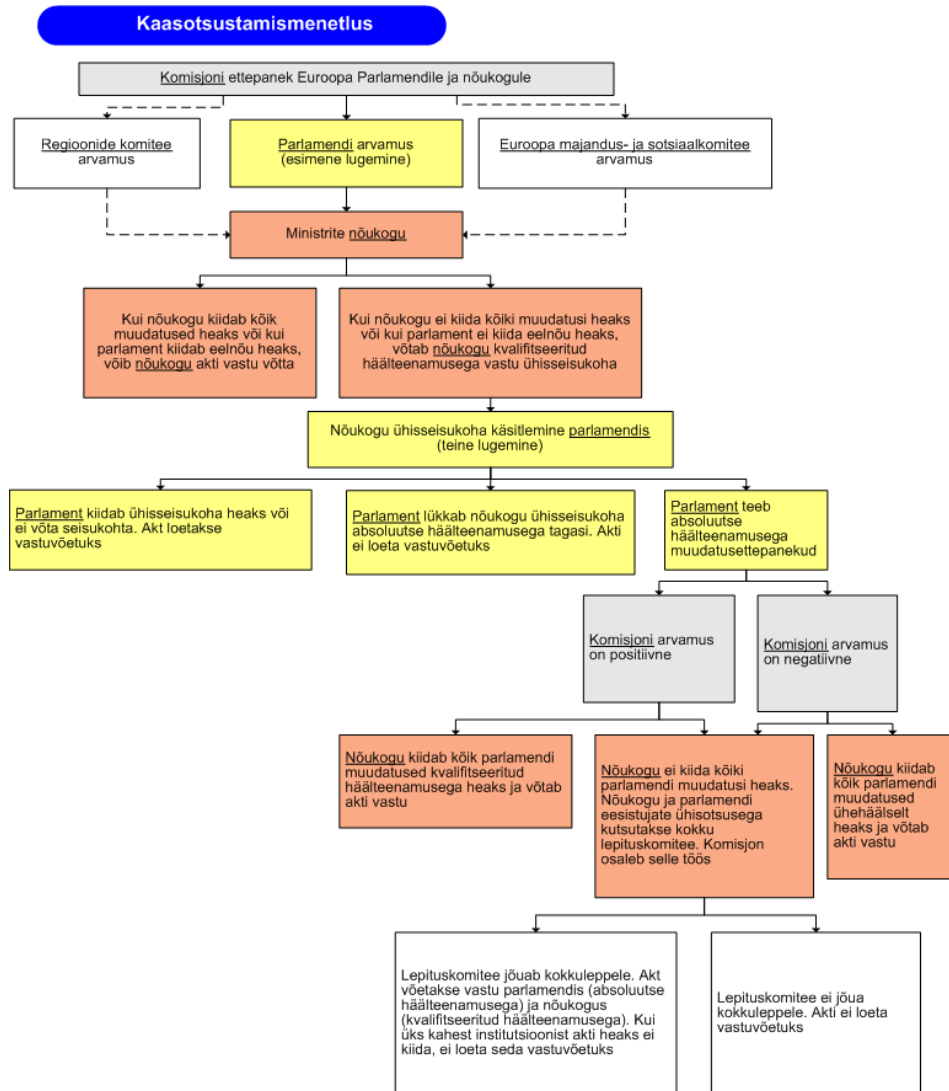 Kaasotsustamismenetlus
Komisjoni ettepanek Euroopa Parlamendile ja nõukogule
Regioonide komitee
arvamus
Parlamendi arvamus
(esimene lugemine)
Euroopa majandus- ja sotsiaalkomitee
arvamus
Ministrite nõukogu
Kui nõukogu kiidab kõik
muudatused heaks või kui
parlament kiidab eelnõu heaks,
võib nõukogu akti vastu võtta
Kui nõukogu ei kiida kõiki muudatusi heaks
või kui parlament ei kiida eelnõu heaks,
võtab nõukogu kvalifitseeritud
häälteenamusega vastu ühisseisukoha
Nõukogu ühisseisukoha käsitlemine parlamendis
(teine lugemine)
Parlament kiidab ühisseisukoha heaks või
ei võta seisukohta. Akt loetakse
vastuvõetuks
Parlament lükkab nõukogu ühisseisukoha
absoluutse häälteenamusega tagasi. Akti
ei loeta vastuvõetuks
Parlament teeb
absoluutse
häälteenamusega
muudatusettepanekud
Komisjoni arvamus
on positiivne
Komisjoni arvamus
on negatiivne
Nõukogu kiidab kõik parlamendi
muudatused kvalifitseeritud
häälteenamusega heaks ja võtab
akti vastu
Nõukogu ei kiida kõiki
parlamendi muudatusi heaks.
Nõukogu ja parlamendi
eesistujate ühisotsusega
kutsutakse kokku
lepituskomitee. Komisjon
osaleb selle töös
Nõukogu kiidab
kõik parlamendi
muudatused
ühehäälselt
heaks ja võtab
akti vastu
Lepituskomitee jõuab kokkuleppele. Akt
võetakse vastu parlamendis (absoluutse
häälteenamusega) ja nõukogus
(kvalifitseeritud häälteenamusega). Kui
üks kahest institutsioonist akti heaks ei
kiida, ei loeta seda vastuvõetuks
Lepituskomitee ei jõua
kokkuleppele. Akti ei loeta
vastuvõetuks